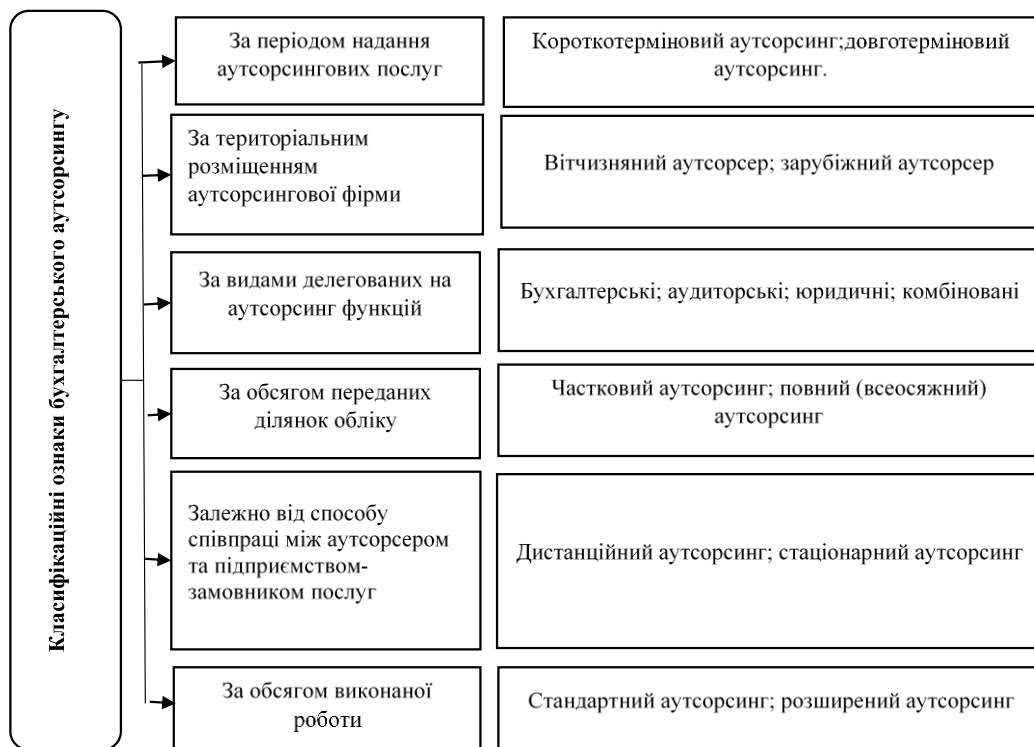 Класифікаційні ознаки бухгалтерського аутсорсингу
За періодом надання
аутсорсингових послуг
Короткотерміновий аутсорсинг;довготерміновий
аутсорсинг.
За територіальним
розміщенням
аутсорсингової фірми
Вітчизняний аутсорсер; зарубіжний аутсорсер
За видами делегованих на
аутсорсинг функцій
Бухгалтерські; аудиторські; юридичні; комбіновані
За обсягом переданих
ділянок обліку
Частковий аутсорсинг; повний (всеосяжний)
аутсорсинг
Залежно від способу
співпраці між аутсорсером
та підприємством-
замовником послуг
Дистанційний аутсорсинг; стаціонарний аутсорсинг
За обсягом виконаної
роботи
Стандартний аутсорсинг; розширений аутсорсинг